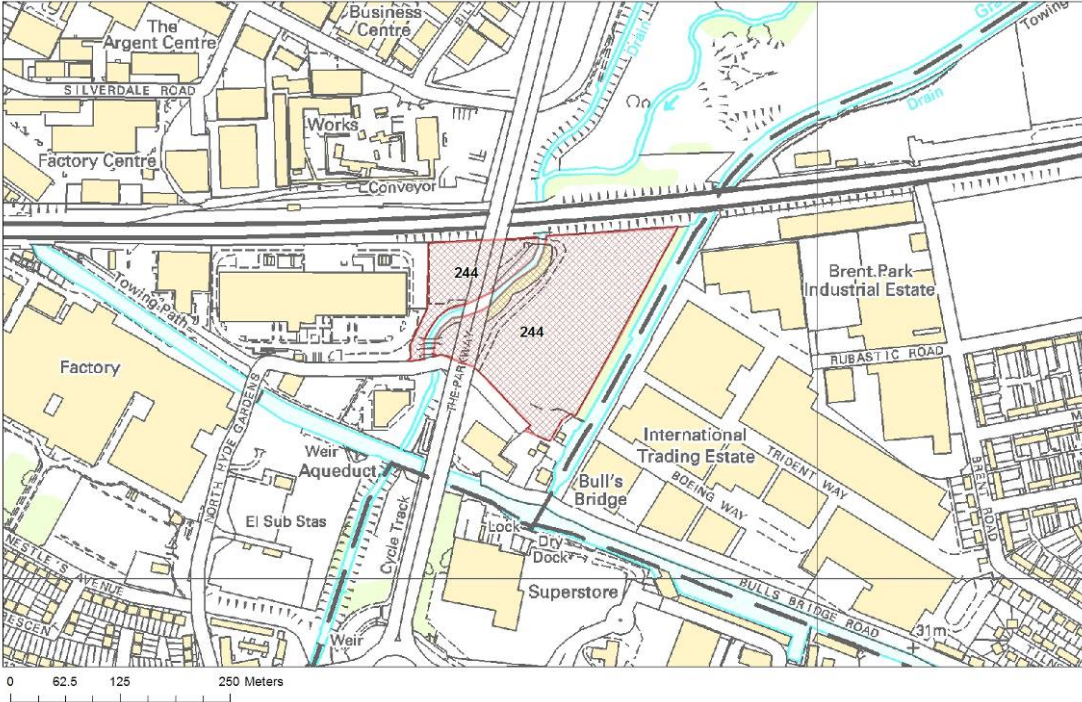 Business
Centre
The
Argent Centre
SILVERDALE ROAD
Works
Factory Centre
Conveyor
Drain
Towing
Drain
244
244
THE PARKWAY
Towing Path
Factory
NORTH HYDE GARDENS
Brent Park
Industrial Estate
RUBASTIC ROAD
International
Trading Estate
TRIDENT WAY
BOEING WAY
BRENT ROAD
Weir
Aqueduct
Bull's
Bridge
El Sub Stas
Cycle Track
Lock
Dry
Dock
Superstore
NESTLE'S AVENUE
Weir
BULLS BRIDGE ROAD
31m
0 62.5 125 250 Meters